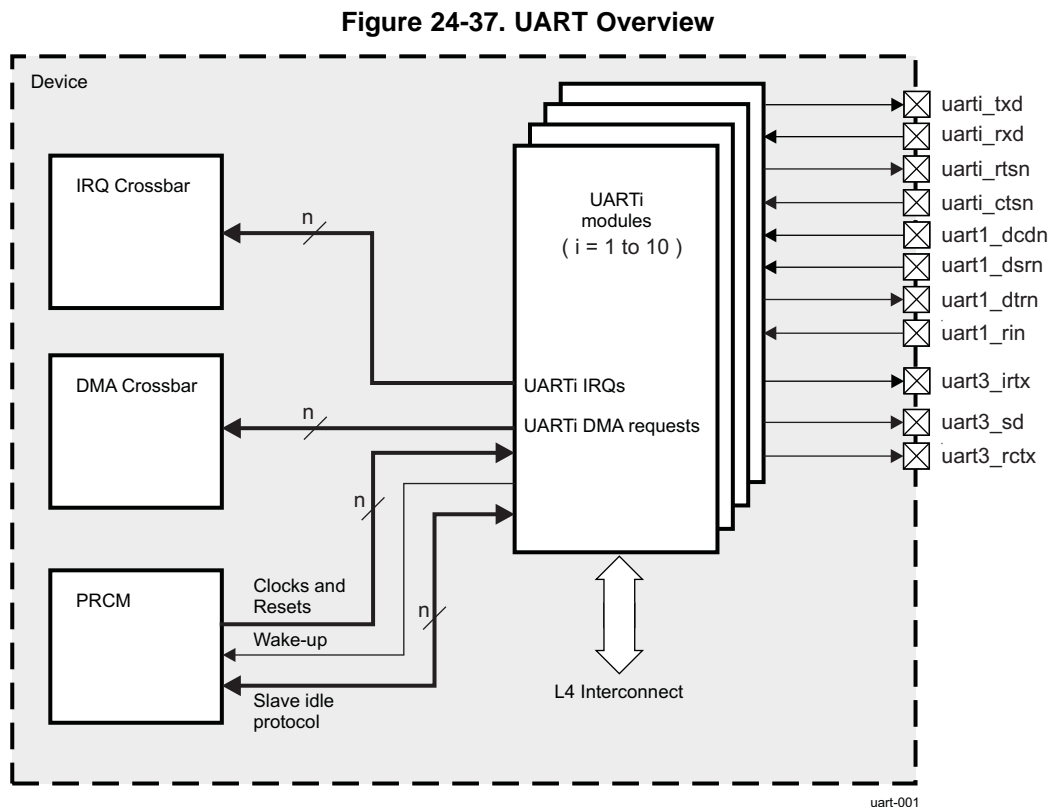 Figure 24-37. UART Overview
Device
IRQ Crossbar
DMA Crossbar
PRCM
n
n
n
n
Clocks and
Resets
Wake-up
Slave idle
protocol
UARTi
modules
( i = 1 to 10 )
UARTi IRQs
UARTi DMA requests
L4 Interconnect
uarti_txd
uarti_rxd
uarti_rtsn
uarti_ctsn
uart1_dcdn
uart1_dsrn
uart1_dtrn
uart1_rin
uart3_irtx
uart3_sd
uart3_rctx
uart-001